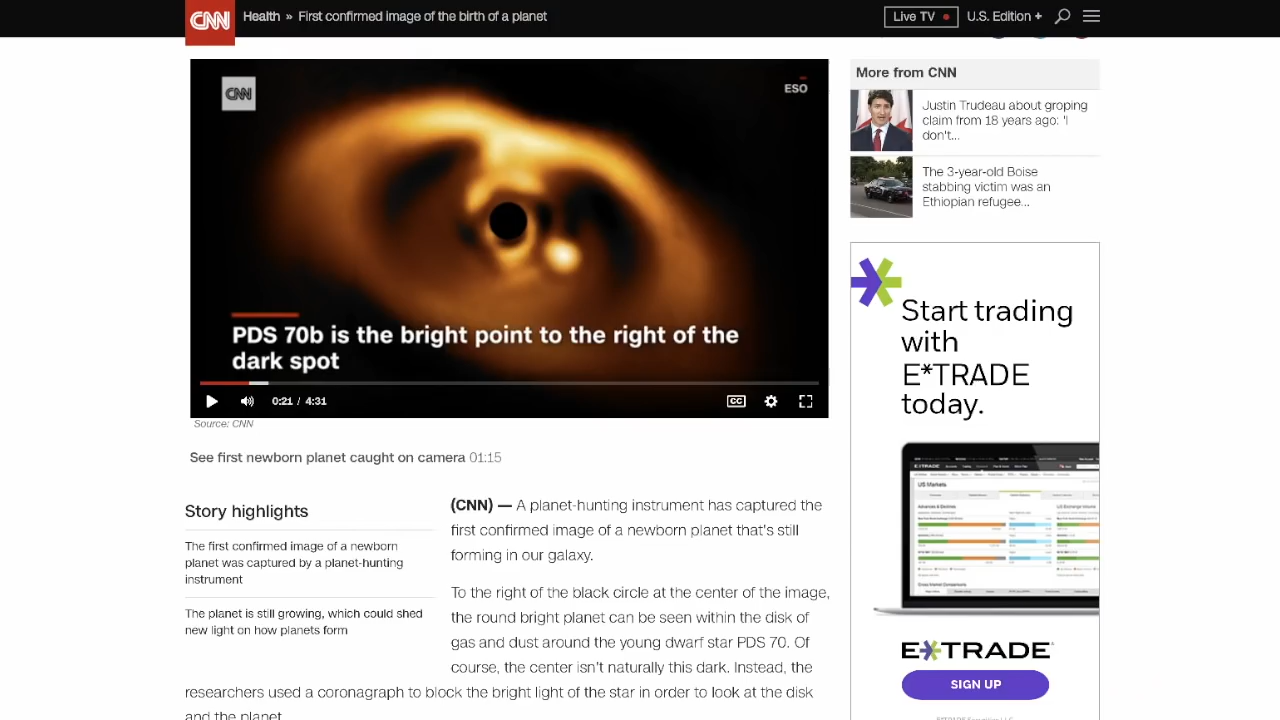 CNN
Health » First confirmed image of the birth of a planet
Live TV
U.S. Edition +
CNN
ESO
PDS 70b is the bright point to the right of the
dark spot
0:21 / 4:31
CC
Source: CNN
See first newborn planet caught on camera 01:15
Story highlights
The first confirmed image of a newborn
planet was captured by a planet-hunting
instrument
The planet is still growing, which could shed
new light on how planets form
(CNN) — A planet-hunting instrument has captured the
first confirmed image of a newborn planet that's still
forming in our galaxy.
To the right of the black circle at the center of the image,
the round bright planet can be seen within the disk of
gas and dust around the young dwarf star PDS 70. Of
course, the center isn't naturally this dark. Instead, the
researchers used a coronagraph to block the bright light of the star in order to look at the disk
and the planet.
More from CNN
Justin Trudeau about groping
claim from 18 years ago: 'I
don't...
The 3-year-old Boise
stabbing victim was an
Ethiopian refugee...
Start trading
with
E*TRADE
today.
E*TRADE
US Markets
E*TRADE
SIGN UP